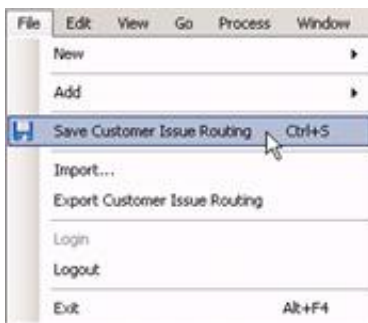 File Edit View Go Process Window
New
Add
Save Customer Issue Routing Ctrl+S
Import...
Export Customer Issue Routing
Login
Logout
Exit Alt+F4